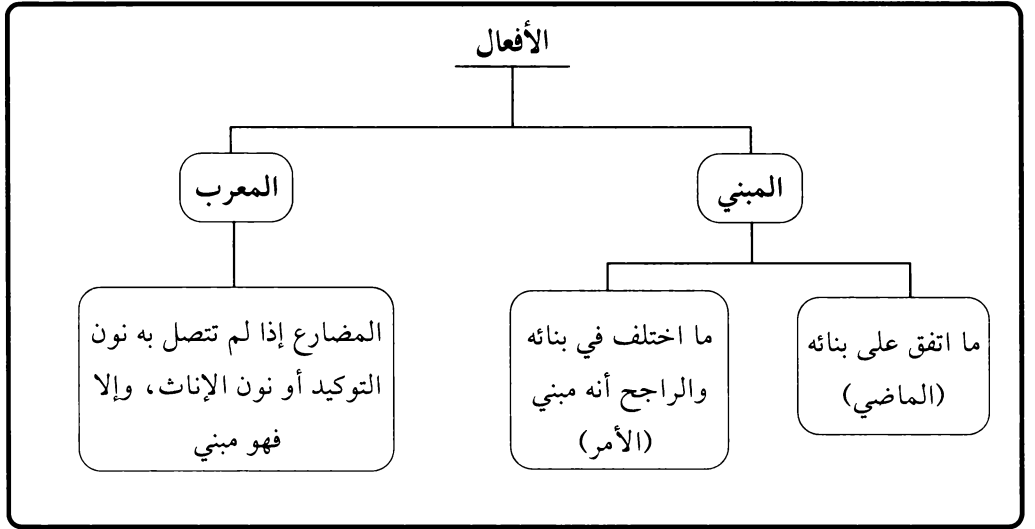 الأفعال
المبني
المعرب
ما اتفق على بنائه
(الماضي)
ما اختلف في بنائه
والراجح أنه مبني
(الأمر)
المضارع إذا لم تتصل به نون
التوكيد أو نون الإناث، وإلا
فهو مبني